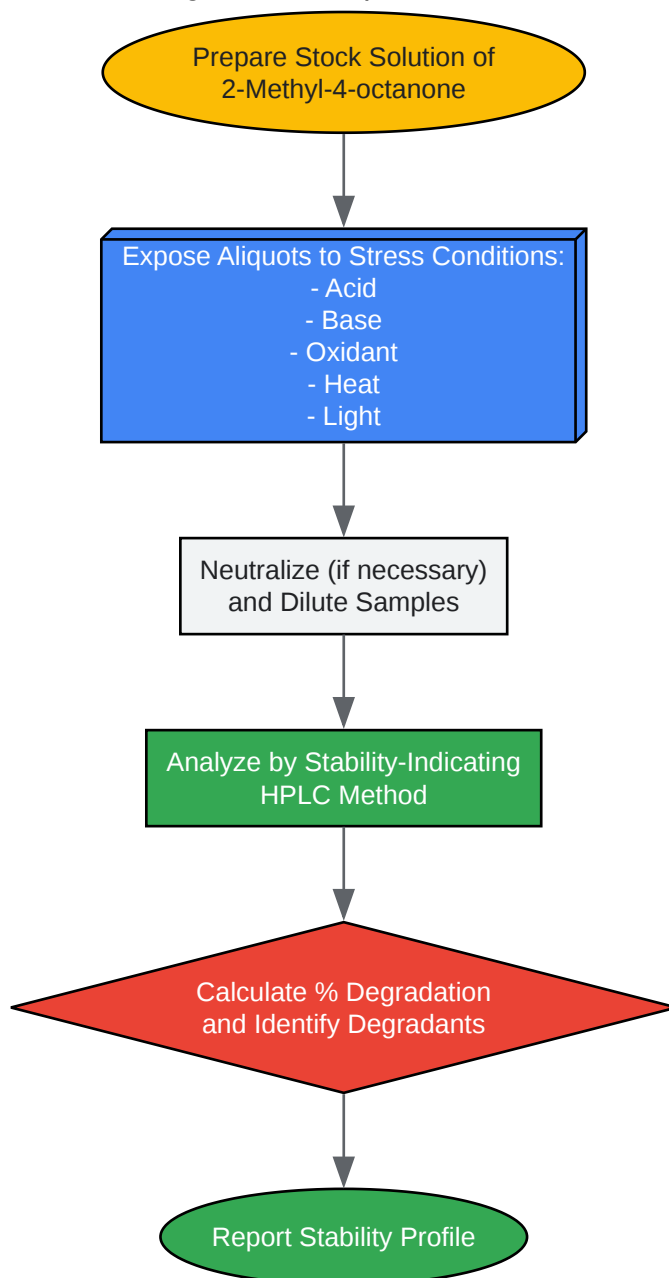 Prepare Stock Solution of
2-Methyl-4-octanone
Expose Aliquots to Stress Conditions:
- Acid
- Base
- Oxidant
- Heat
- Light
Neutralize (if necessary)
and Dilute Samples
Analyze by Stability-Indicating
HPLC Method
Calculate % Degradation
and Identify Degradants
Report Stability Profile